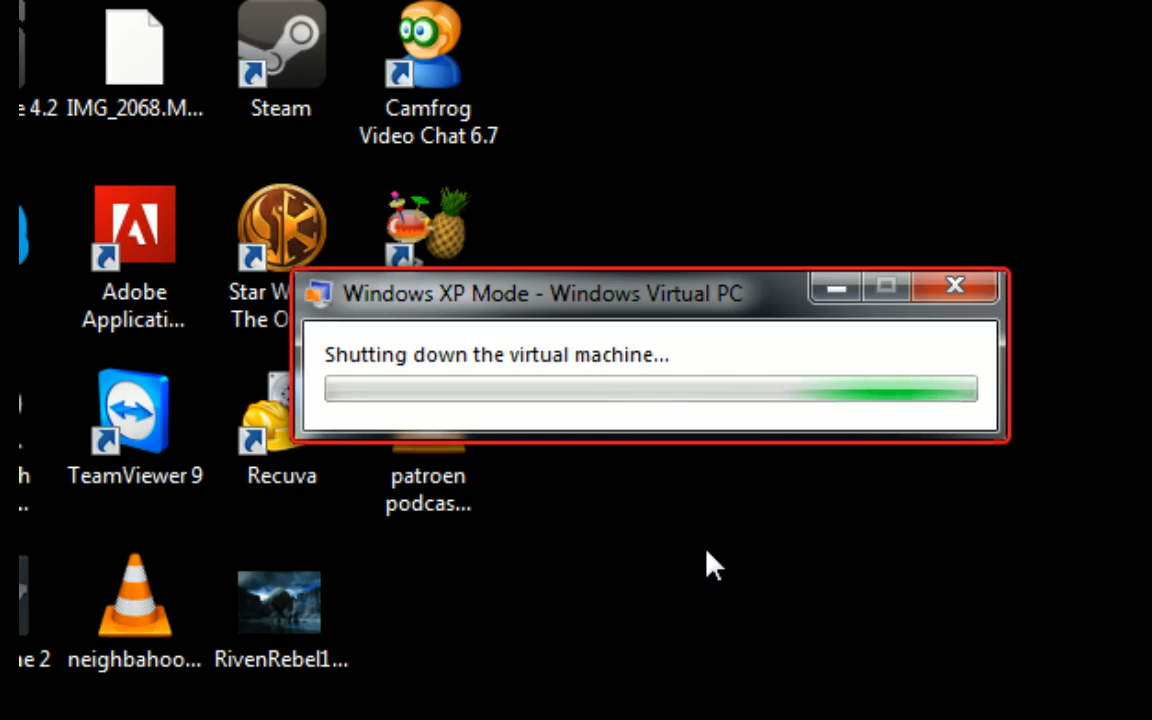 e 4.2
IMG_2068.M...
Steam
Camfrog
Video Chat 6.7
Adobe
Applicati...
Star W
The O
Windows XP Mode - Windows Virtual PC
Shutting down the virtual machine...
h
..
TeamViewer 9
Recuva
patroen
podcas...
ne 2
neighbahoo...
RivenRebel1...